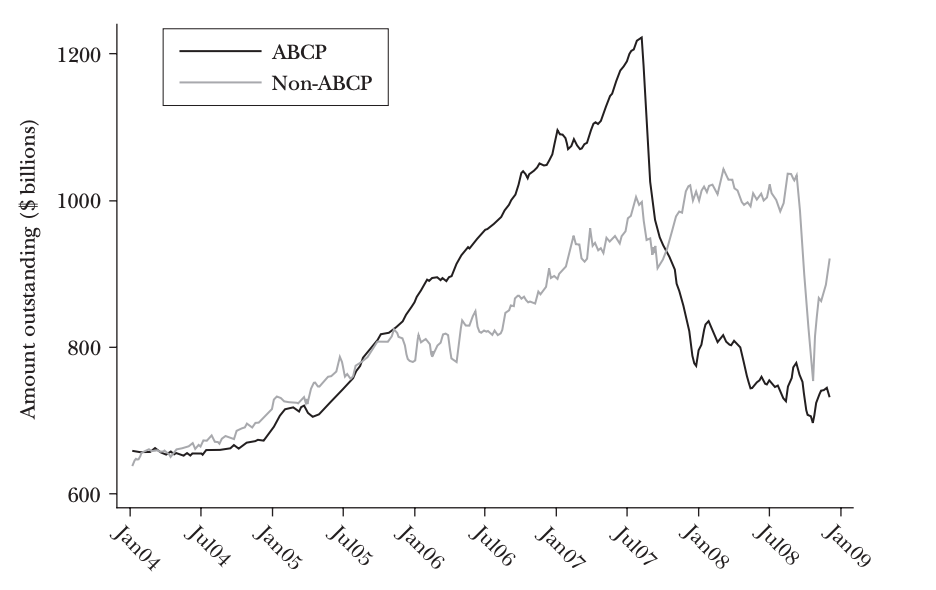 ABCP
Non-ABCP
Amount outstanding ($ billions)
1200
1000
800
600
Jan04
Jul04
Jan05
Jul05
Jan06
Jul06
Jan07
Jul07
Jan08
Jul08
Jan09